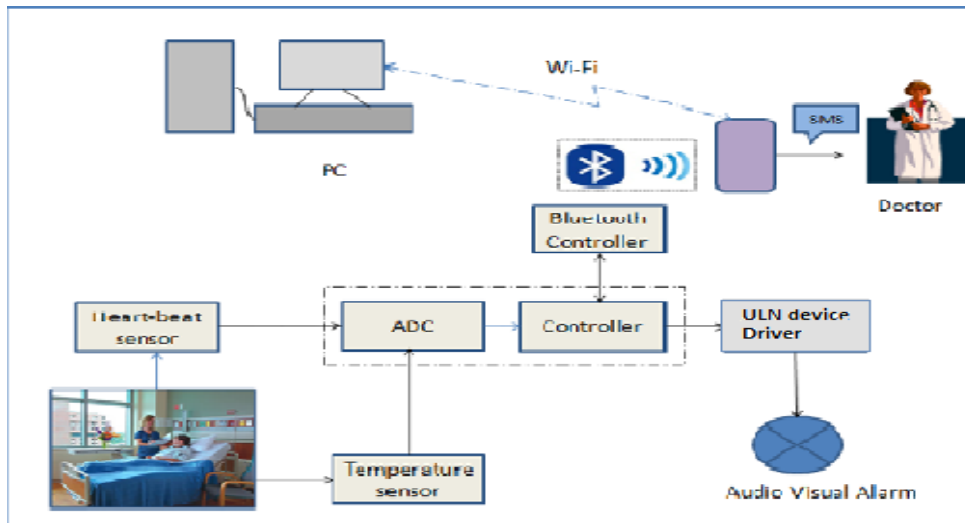 Wi-Fi
SMS
PC
Doctor
Bluetooth
Controller
Heart-beat
sensor
ADC
Controller
ULN device
Driver
Temperature
sensor
Audio Visual Alarm